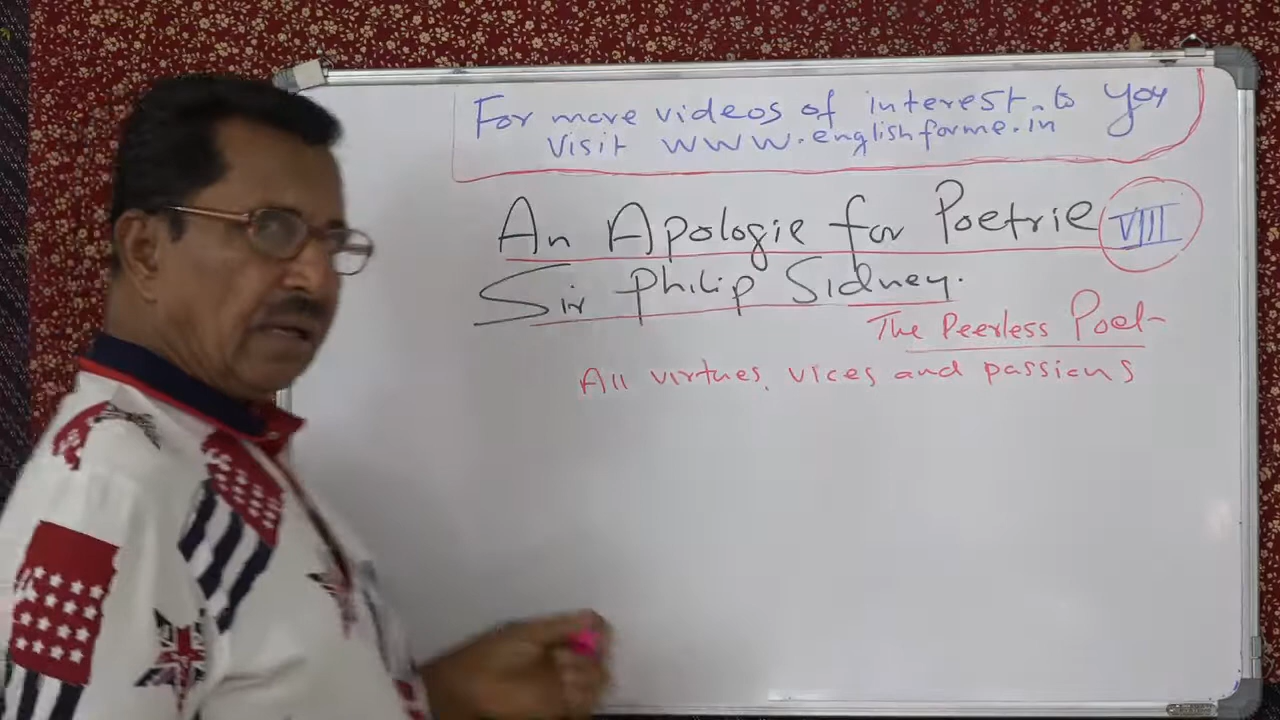 For more videos of interest to you
visit www.englishforme.in
An Apologie for Poetrie VIII
Sir Philip Sidney.
The Peerless Poet
All virtues, vices and passions